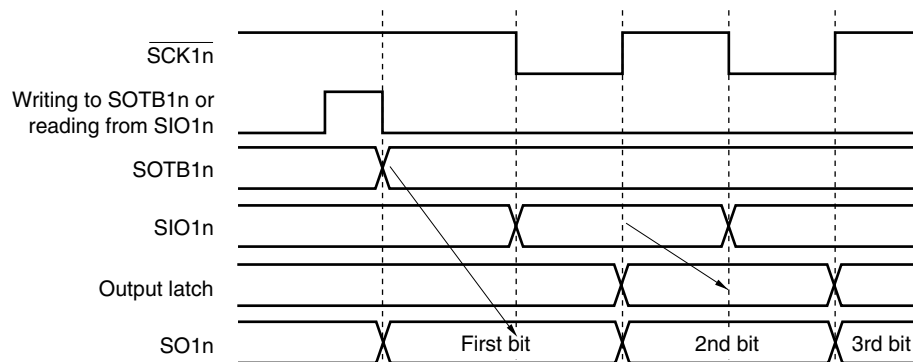 SCK1n
Writing to SOTB1n or
reading from SIO1n
SOTB1n
SIO1n
Output latch
SO1n
First bit
2nd bit
3rd bit